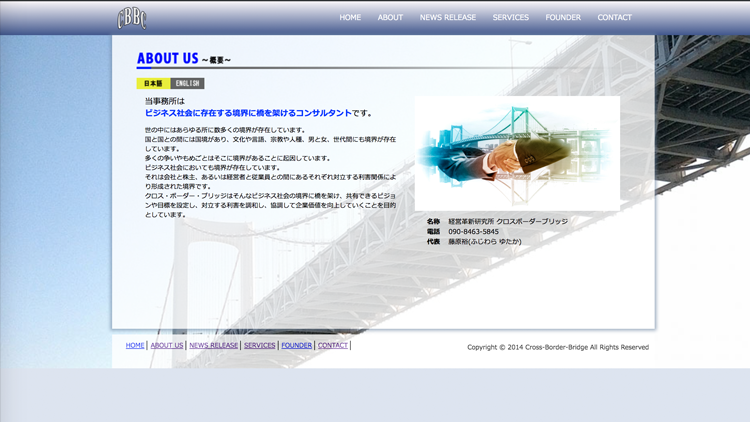 CBBC
HOME ABOUT NEWS RELEASE SERVICES FOUNDER CONTACT
ABOUT US ～概要～
日本語 ENGLISH
当事務所は
ビジネス社会に存在する境界に橋を架けるコンサルタントです。
世の中にはあらゆる所に数多くの境界が存在しています。
国と国との間には国境があり、文化や言語、宗教や人種、男と女、世代間にも境界が存在
しています。
多くの争いやもめごとはそこに境界があることに起因しています。
ビジネス社会においても境界が存在しています。
それは会社と株主、あるいは経営者と従業員との間にあるそれぞれ対立する利害関係によ
り形成された境界です。
クロス・ボーダー・ブリッジはそんなビジネス社会の境界に橋を架け、共有できるビジョ
ンや目標を設定し、対立する利害を調和し、協調して企業価値を向上していくことを目的
としています。
名称 経営革新研究所 クロスボーダーブリッジ
電話 090-8463-5845
代表 藤原裕(ふじわら ゆたか)
HOME ABOUT US NEWS RELEASE SERVICES FOUNDER CONTACT
Copyright © 2014 Cross-Border-Bridge All Rights Reserved